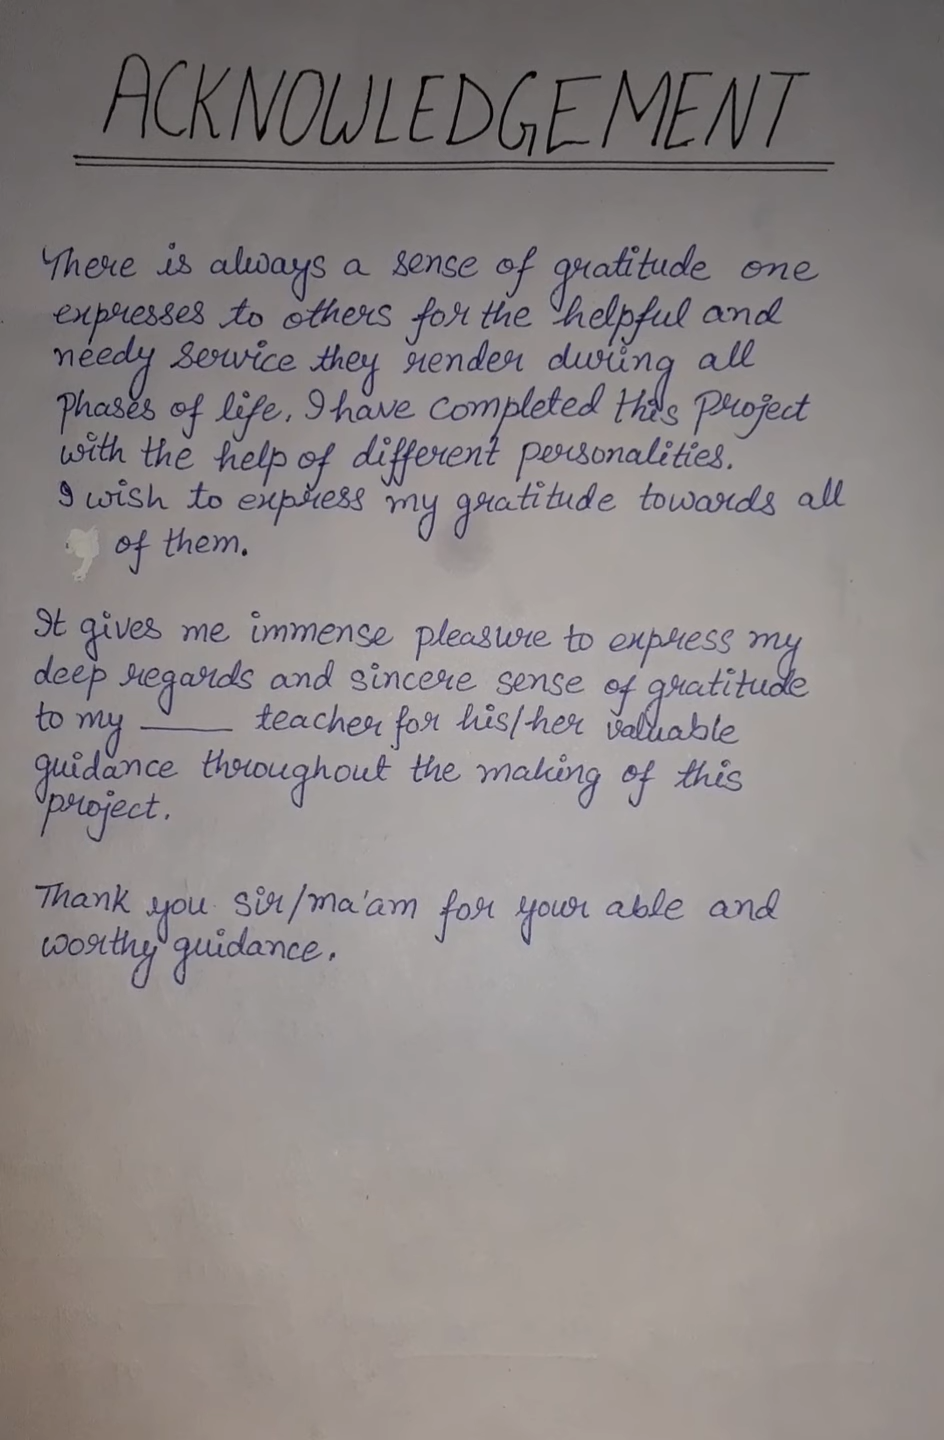 ACKNOWLEDGEMENT
There is always a sense of gratitude one
expresses to others for the helpful and
needy service they render during all
phases of life. I have completed this project
with the help of different personalities.
I wish to express my gratitude towards all
of them.
It gives me immense pleasure to express my
deep regards and sincere sense of gratitude
to my _____ teacher for his/her valuable
guidance throughout the making of this
project.
Thank you sir/ma'am for your able and
worthy guidance.